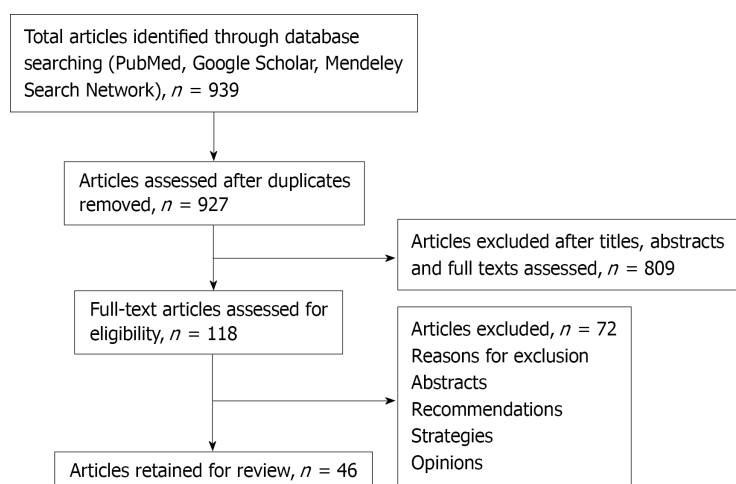 Total articles identified through database
searching (PubMed, Google Scholar, Mendeley
Search Network), n = 939
Articles assessed after duplicates
removed, n = 927
Articles excluded after titles, abstracts
and full texts assessed, n = 809
Full-text articles assessed for
eligibility, n = 118
Articles excluded, n = 72
Reasons for exclusion
Abstracts
Recommendations
Strategies
Opinions
Articles retained for review, n = 46